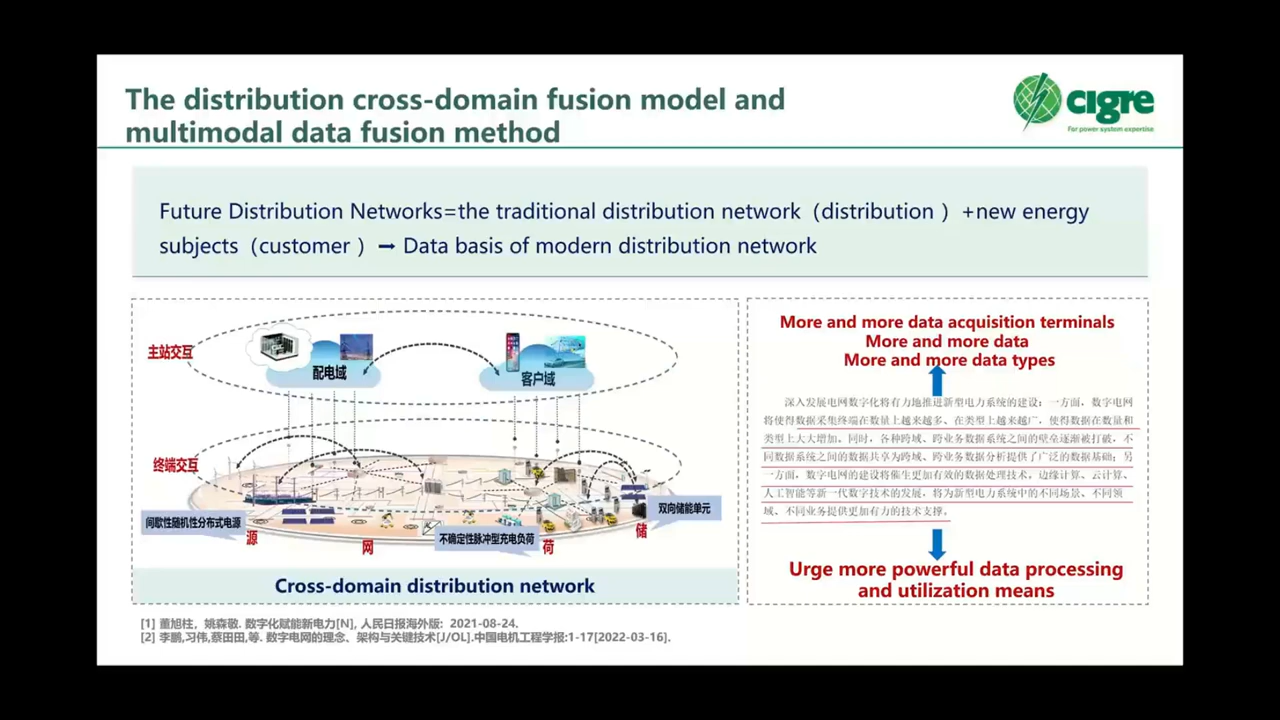 The distribution cross-domain fusion model and
multimodal data fusion method
cigre
For power system expertise
Future Distribution Networks=the traditional distribution network（distribution ）+new energy
subjects（customer ）→ Data basis of modern distribution network
主站交互
配电域
客户域
终端交互
间歇性随机性分布式电源
源
网
不确定性脉冲型充电负荷
荷
双向储能单元
储
Cross-domain distribution network
More and more data acquisition terminals
More and more data
More and more data types
深入发展电网数字化将有力地推进新型电力系统的建设：一方面，数字电网
将使得数据采集终端在数量上越来越多、在类型上越来越广，使得数据在数量和
类型上大大增加。同时，各种跨域、跨业务数据系统之间的壁垒逐渐被打破，不
同数据系统之间的数据共享为跨域、跨业务数据分析提供了广泛的数据基础；另
一方面，数字电网的建设将催生更加有效的数据处理技术，边缘计算、云计算、
人工智能等新一代数字技术的发展，将为新型电力系统中的不同场景、不同领
域、不同业务提供更加有力的技术支撑。
Urge more powerful data processing
and utilization means
[1] 董旭柱，姚森敬. 数字化赋能新电力[N], 人民日报海外版: 2021-08-24.
[2] 李鹏,习伟,蔡田田,等. 数字电网的理念、架构与关键技术[J/OL].中国电机工程学报:1-17[2022-03-16].